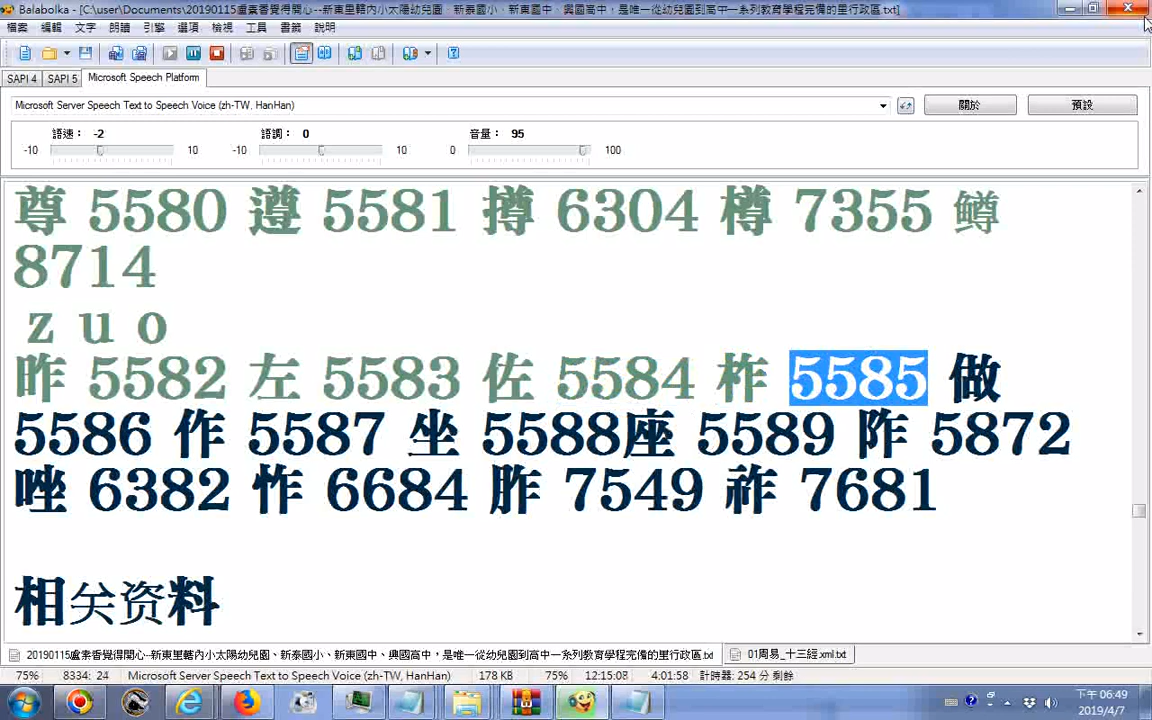 Balabolka - [C:\user\Documents\20190115盧素香覺得開心--新東里轄內小太陽幼兒園、新泰國小、新東國中、興國高中，是唯一從幼兒園到高中一系列教育學程完備的里行政區.txt]
檔案 編輯 文字 朗讀 引擎 選項 檢視 工具 書籤 說明
SAPI 4 SAPI 5 Microsoft Speech Platform
Microsoft Server Speech Text to Speech Voice (zh-TW, HanHan) 關於 預設
語速： -2 語調： 0 音量： 95
-10 10 -10 10 0 100
尊 5580 遵 5581 撙 6304 樽 7355 鳟
8714
z u o
昨 5582 左 5583 佐 5584 柞 5585 做
5586 作 5587 坐 5588座 5589 阼 5872
唑 6382 怍 6684 胙 7549 祚 7681
相关资料
20190115盧素香覺得開心--新東里轄內小太陽幼兒園、新泰國小、新東國中、興國高中，是唯一從幼兒園到高中一系列教育學程完備的里行政區.txt 01周易_十三經.xml.txt
75% 8334: 24 Microsoft Server Speech Text to Speech Voice (zh-TW, HanHan) 178 KB 75% 12:15:08 4:01:58 計時器: 254 分 剩餘
下午 06:49
2019/4/7